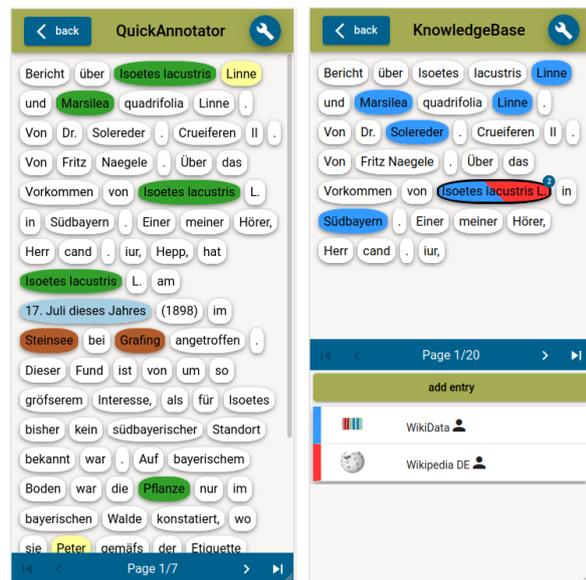 back QuickAnnotator
Bericht über Isoetes lacustris Linne
und Marsilea quadrifolia Linne .
Von Dr. Solereder . Crueiferen II .
Von Fritz Naegele . Über das
Vorkommen von Isoetes lacustris L.
in Südbayern . Einer meiner Hörer,
Herr cand . iur, Hepp, hat
Isoetes lacustris L. am
17. Juli dieses Jahres (1898) im
Steinsee bei Grafing angetroffen .
Dieser Fund ist von um so
gröfserem Interesse, als für Isoetes
bisher kein südbayerischer Standort
bekannt war . Auf bayerischem
Boden war die Pflanze nur im
bayerischen Walde konstatiert, wo
sie Peter gemäfs der Etiquette
Page 1/7
back KnowledgeBase
Bericht über Isoetes lacustris Linne
und Marsilea quadrifolia Linne .
Von Dr. Solereder . Crueiferen II .
Von Fritz Naegele . Über das
Vorkommen von Isoetes lacustris L. 2 in
Südbayern . Einer meiner Hörer,
Herr cand . iur,
Page 1/20
add entry
WikiData
Wikipedia DE